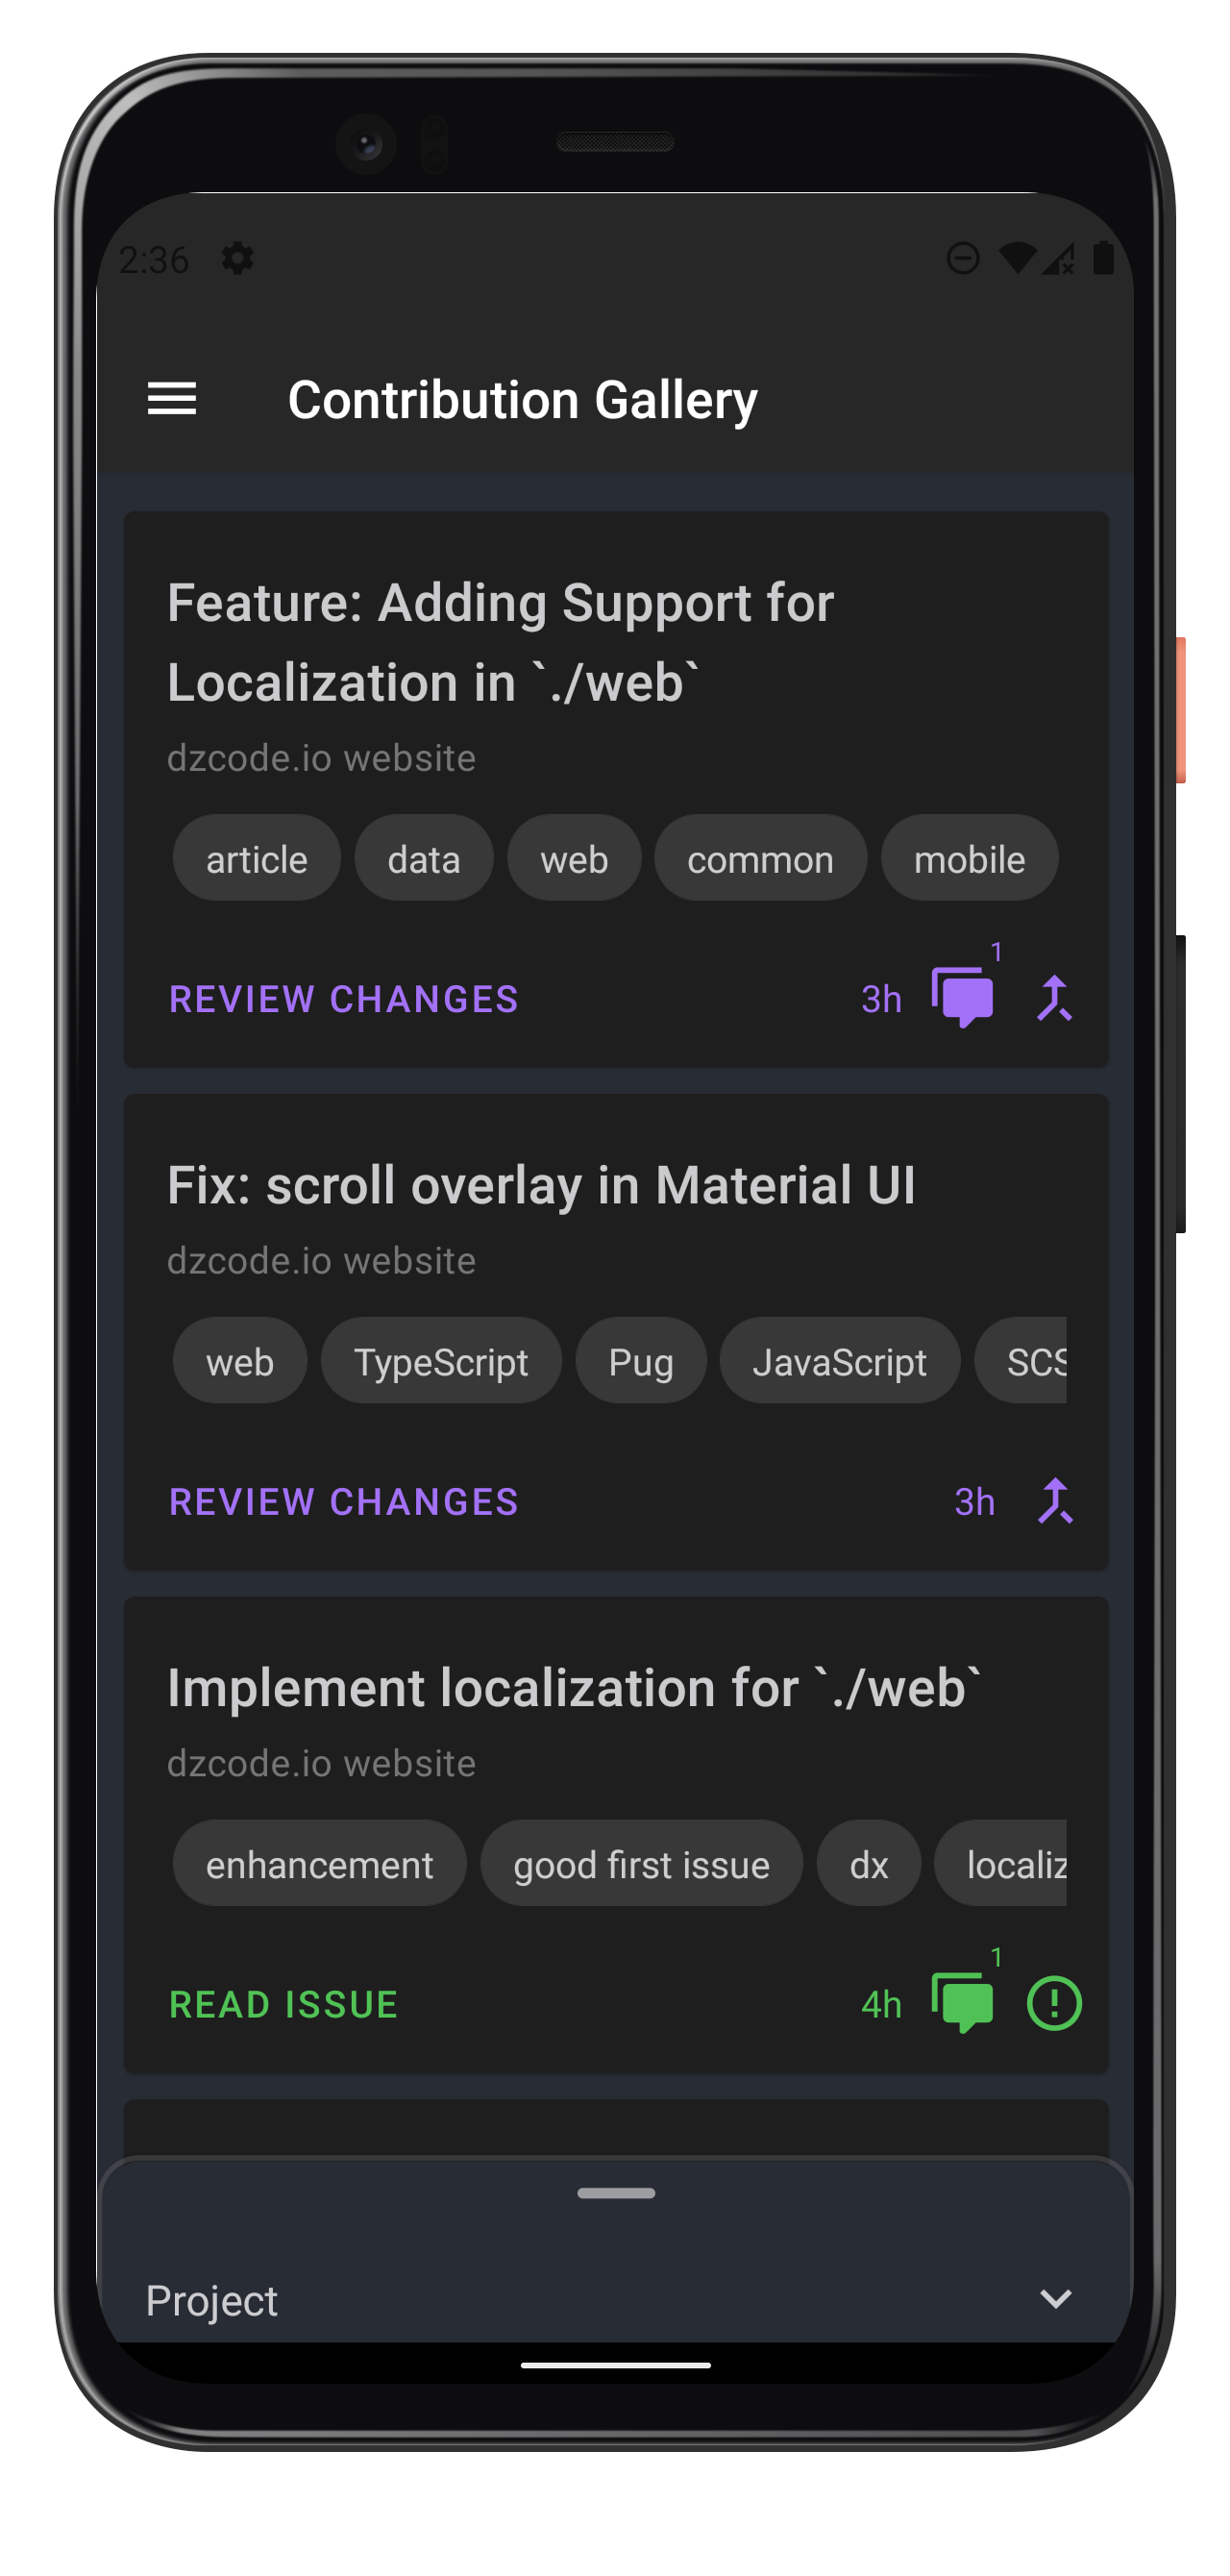 2:36
Contribution Gallery
Feature: Adding Support for
Localization in `./web`
dzcode.io website
article data web common mobile
1
REVIEW CHANGES 3h
Fix: scroll overlay in Material UI
dzcode.io website
web TypeScript Pug JavaScript SCS
REVIEW CHANGES 3h
Implement localization for `./web`
dzcode.io website
enhancement good first issue dx localiz
1
READ ISSUE 4h
Project